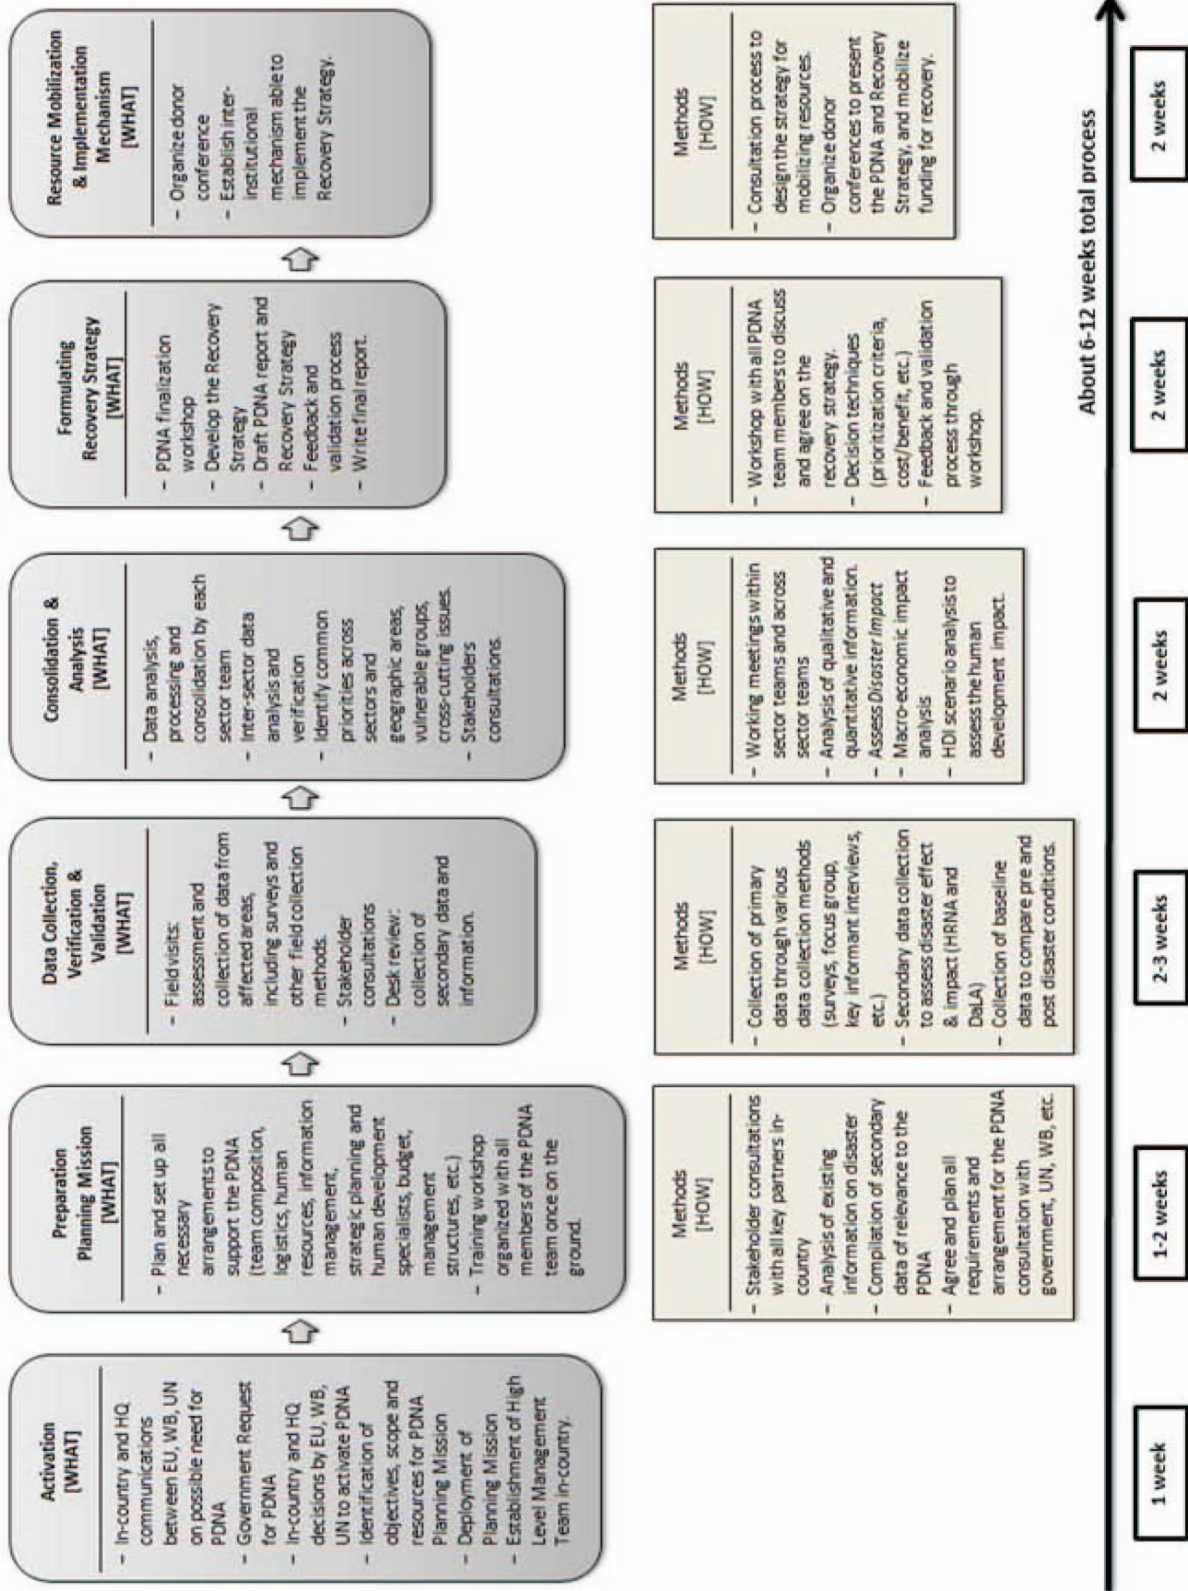 Activation
[WHAT]
– In-country and HQ
communications
between EU, WB, UN
on possible need for
PDNA
– Government Request
for PDNA
– In-country and HQ
decisions by EU, WB,
UN to activate PDNA
– Identification of
objectives, scope and
resources for PDNA
Planning Mission
– Deployment of
Planning Mission
– Establishment of High
Level Management
Team in-country.
Preparation
Planning Mission
[WHAT]
– Plan and set up all
necessary
arrangements to
support the PDNA
(team composition,
logistics, human
resources, information
management,
strategic planning and
human development
specialists, budget,
management
structures, etc.)
– Training workshop
organized with all
members of the PDNA
team once on the
ground.
Data Collection,
Verification &
Validation
[WHAT]
– Field visits:
assessment and
collection of data from
affected areas,
including surveys and
other field collection
methods.
– Stakeholder
consultations
– Desk review:
collection of
secondary data and
information.
Consolidation &
Analysis
[WHAT]
– Data analysis,
processing and
consolidation by each
sector team
– Inter-sector data
analysis and
verification
– Identify common
priorities across
sectors and
geographic areas,
vulnerable groups,
cross-cutting issues.
– Stakeholders
consultations.
Formulating
Recovery Strategy
[WHAT]
– PDNA finalization
workshop
– Develop the Recovery
Strategy
– Draft PDNA report and
Recovery Strategy
– Feedback and
validation process
– Write final report.
Resource Mobilization
& Implementation
Mechanism
[WHAT]
– Organize donor
conference
– Establish inter-
institutional
mechanism able to
implement the
Recovery Strategy.
Methods
[HOW]
– Stakeholder consultations
with all key partners in-
country
– Analysis of existing
information on disaster
– Compilation of secondary
data of relevance to the
PDNA
– Agree and plan all
requirements and
arrangement for the PDNA
consultation with
government, UN, WB, etc.
Methods
[HOW]
– Collection of primary
data through various
data collection methods
(surveys, focus group,
key informant interviews,
etc.)
– Secondary data collection
to assess disaster effect
& impact (HRNA and
DaLA)
– Collection of baseline
data to compare pre and
post disaster conditions.
Methods
[HOW]
– Working meetings within
sector teams and across
sector teams
– Analysis of qualitative and
quantitative information.
– Assess Disaster Impact
– Macro-economic impact
analysis
– HDI scenario analysis to
assess the human
development impact.
Methods
[HOW]
– Workshop with all PDNA
team members to discuss
and agree on the
recovery strategy.
– Decision techniques
(prioritization criteria,
cost/benefit, etc.)
– Feedback and validation
process through
workshop.
Methods
[HOW]
– Consultation process to
design the strategy for
mobilizing resources.
– Organize donor
conferences to present
the PDNA and Recovery
Strategy, and mobilize
funding for recovery.
About 6-12 weeks total process
1 week
1-2 weeks
2-3 weeks
2 weeks
2 weeks
2 weeks